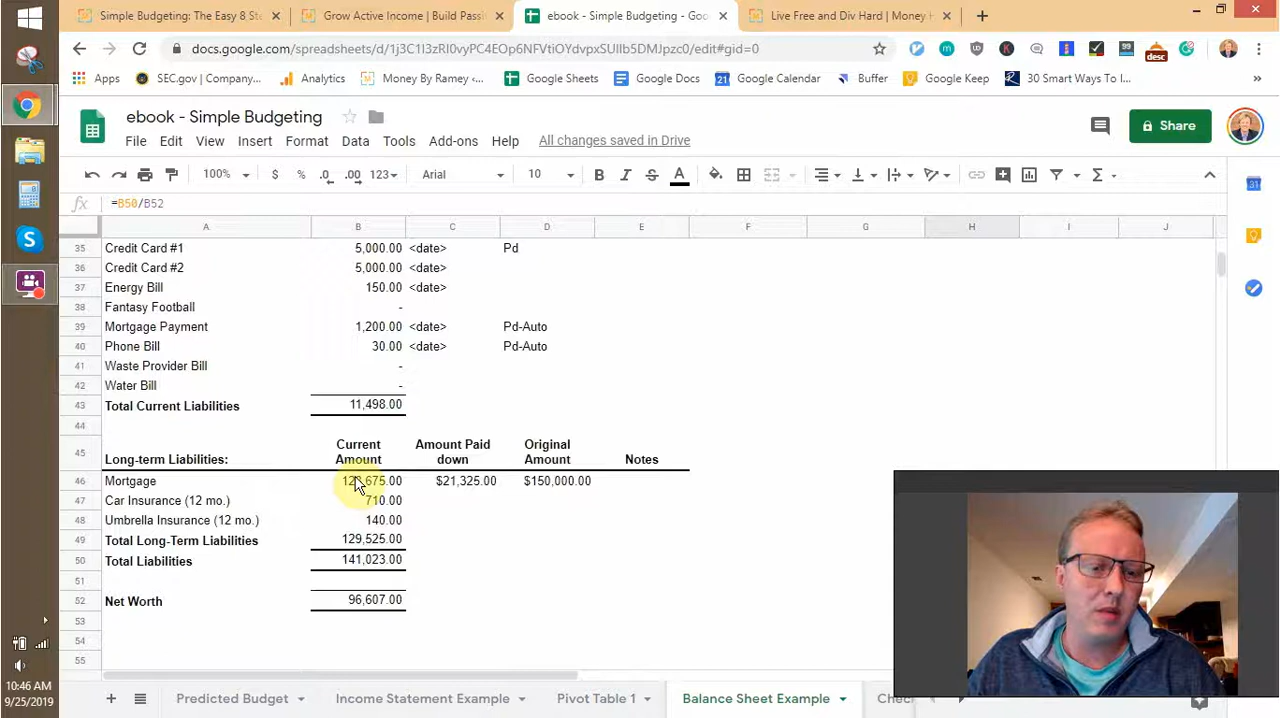 Simple Budgeting: The Easy 8 St
Grow Active Income | Build Passi
ebook - Simple Budgeting - Goo
Live Free and Div Hard | Money H
docs.google.com/spreadsheets/d/1j3C1I3zRI0vyPC4EOp6NFVtiOYdvpxSUIIb5DMJpzc0/edit#gid=0
Apps
SEC.gov | Company...
Analytics
Money By Ramey -...
Google Sheets
Google Docs
Google Calendar
Buffer
Google Keep
30 Smart Ways To I...
ebook - Simple Budgeting
File Edit View Insert Format Data Tools Add-ons Help All changes saved in Drive
Share
100% $ % .0 .00 123 Arial 10 B I S A
fx =B50/B52
A B C D E F G H I J
35 Credit Card #1 5,000.00 <date> Pd
36 Credit Card #2 5,000.00 <date>
37 Energy Bill 150.00 <date>
38 Fantasy Football -
39 Mortgage Payment 1,200.00 <date> Pd-Auto
40 Phone Bill 30.00 <date> Pd-Auto
41 Waste Provider Bill -
42 Water Bill -
43 Total Current Liabilities 11,498.00
44
Current Amount Paid Original
45 Long-term Liabilities: Amount down Amount Notes
46 Mortgage 128,675.00 $21,325.00 $150,000.00
47 Car Insurance (12 mo.) 710.00
48 Umbrella Insurance (12 mo.) 140.00
49 Total Long-Term Liabilities 129,525.00
50 Total Liabilities 141,023.00
51
52 Net Worth 96,607.00
53
54
55
Predicted Budget Income Statement Example Pivot Table 1 Balance Sheet Example Chec
10:46 AM
9/25/2019